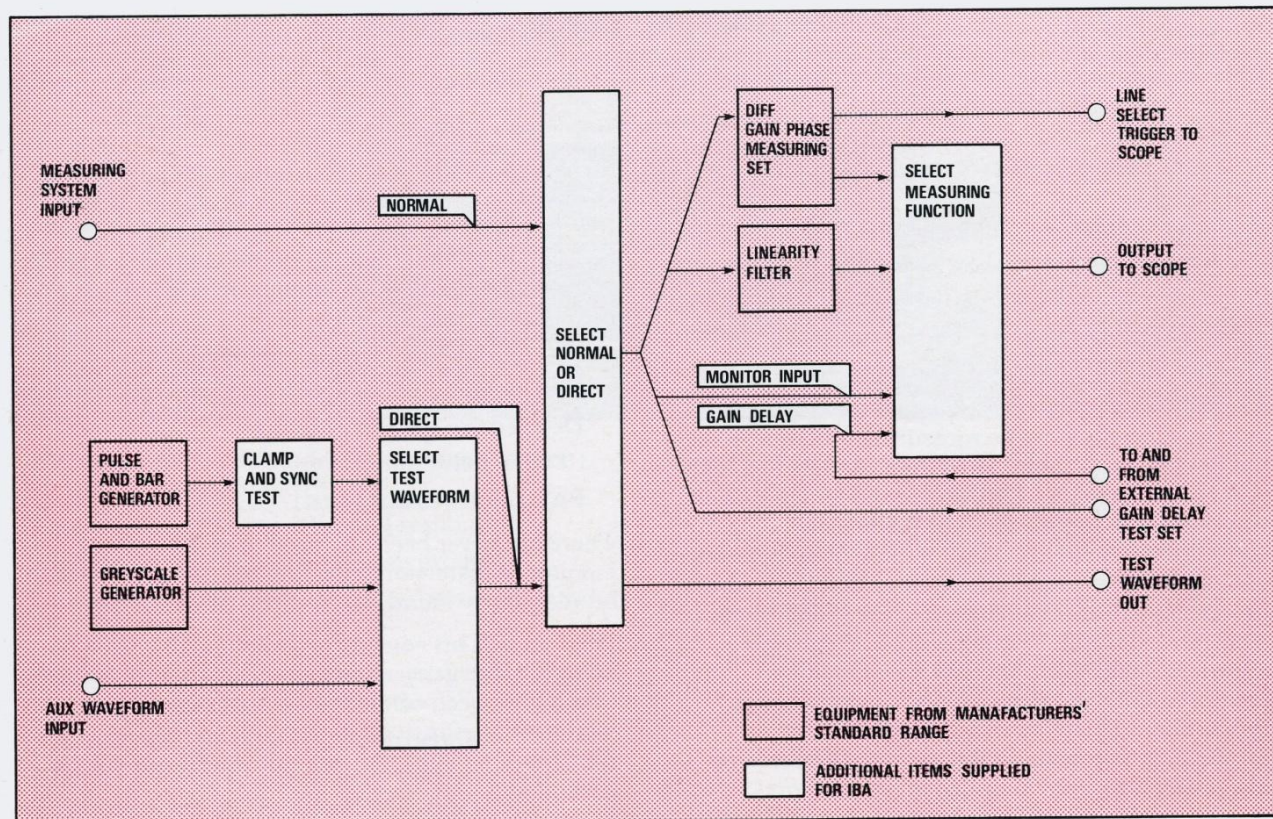 MEASURING
SYSTEM
INPUT
NORMAL
PULSE
AND BAR
GENERATOR
CLAMP
AND SYNC
TEST
GREYSCALE
GENERATOR
AUX WAVEFORM
INPUT
DIRECT
SELECT
TEST
WAVEFORM
SELECT
NORMAL
OR
DIRECT
DIFF
GAIN PHASE
MEASURING
SET
LINEARITY
FILTER
MONITOR INPUT
GAIN DELAY
SELECT
MEASURING
FUNCTION
LINE
SELECT
TRIGGER TO
SCOPE
OUTPUT
TO SCOPE
TO AND
FROM
EXTERNAL
GAIN DELAY
TEST SET
TEST
WAVEFORM
OUT
EQUIPMENT FROM MANAFACTURERS'
STANDARD RANGE
ADDITIONAL ITEMS SUPPLIED
FOR IBA